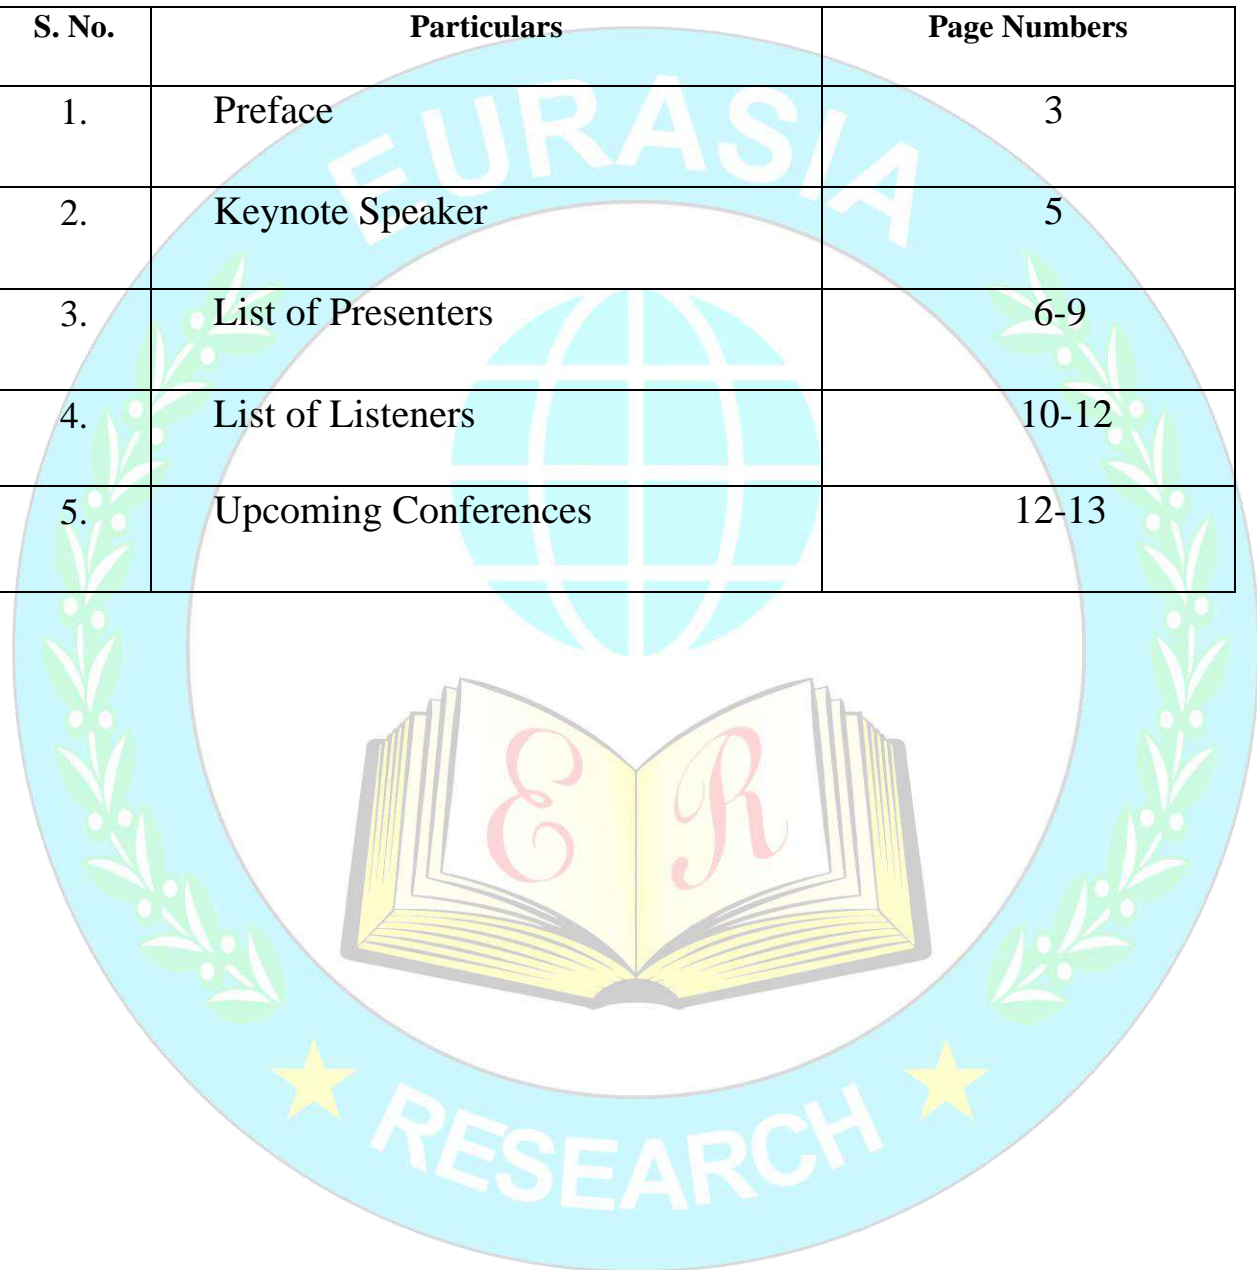 S. No. Particulars Page Numbers
1. Preface 3
2. Keynote Speaker 5
3. List of Presenters 6-9
4. List of Listeners 10-12
5. Upcoming Conferences 12-13
EURASIA
E R
RESEARCH